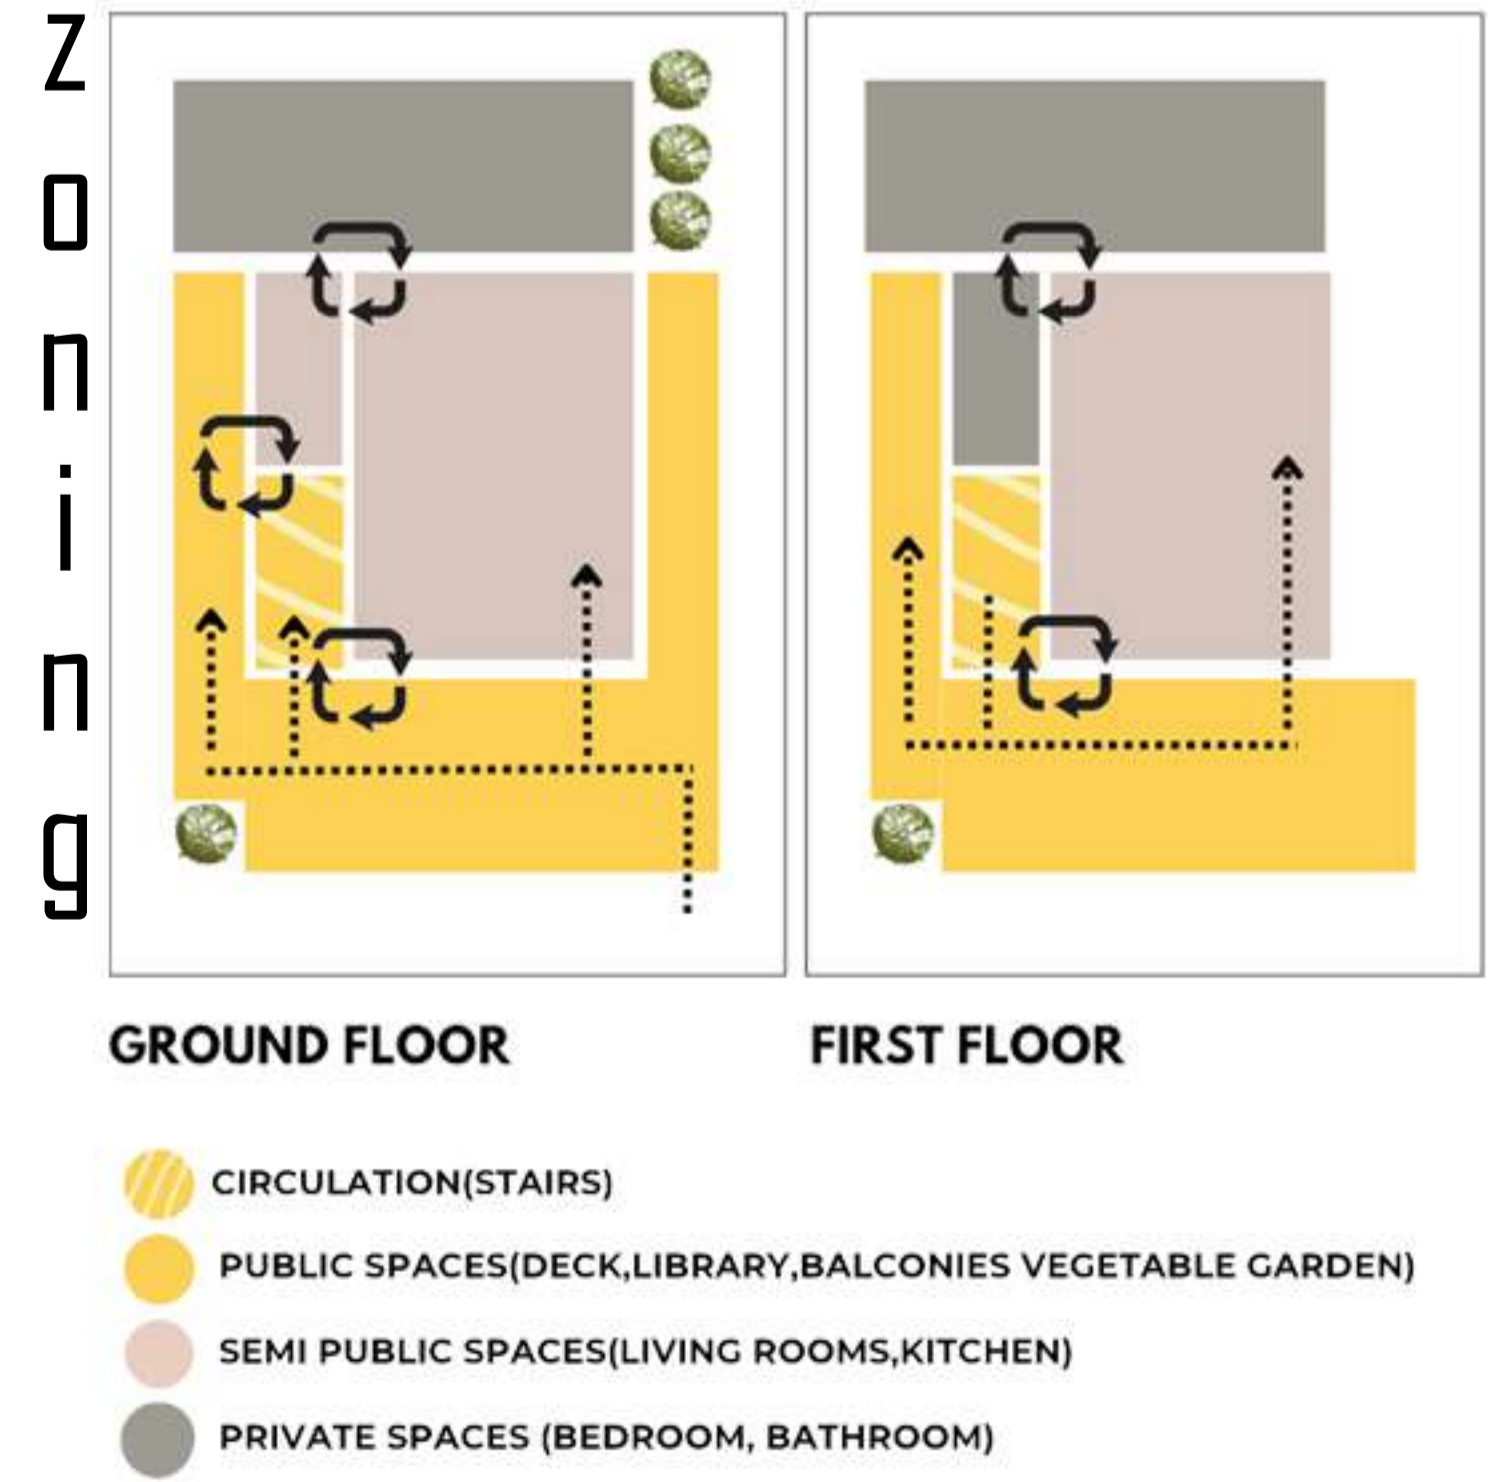 Zonning
GROUND FLOOR
FIRST FLOOR
CIRCULATION(STAIRS)
PUBLIC SPACES(DECK,LIBRARY,BALCONIES VEGETABLE GARDEN)
SEMI PUBLIC SPACES(LIVING ROOMS,KITCHEN)
PRIVATE SPACES (BEDROOM, BATHROOM)